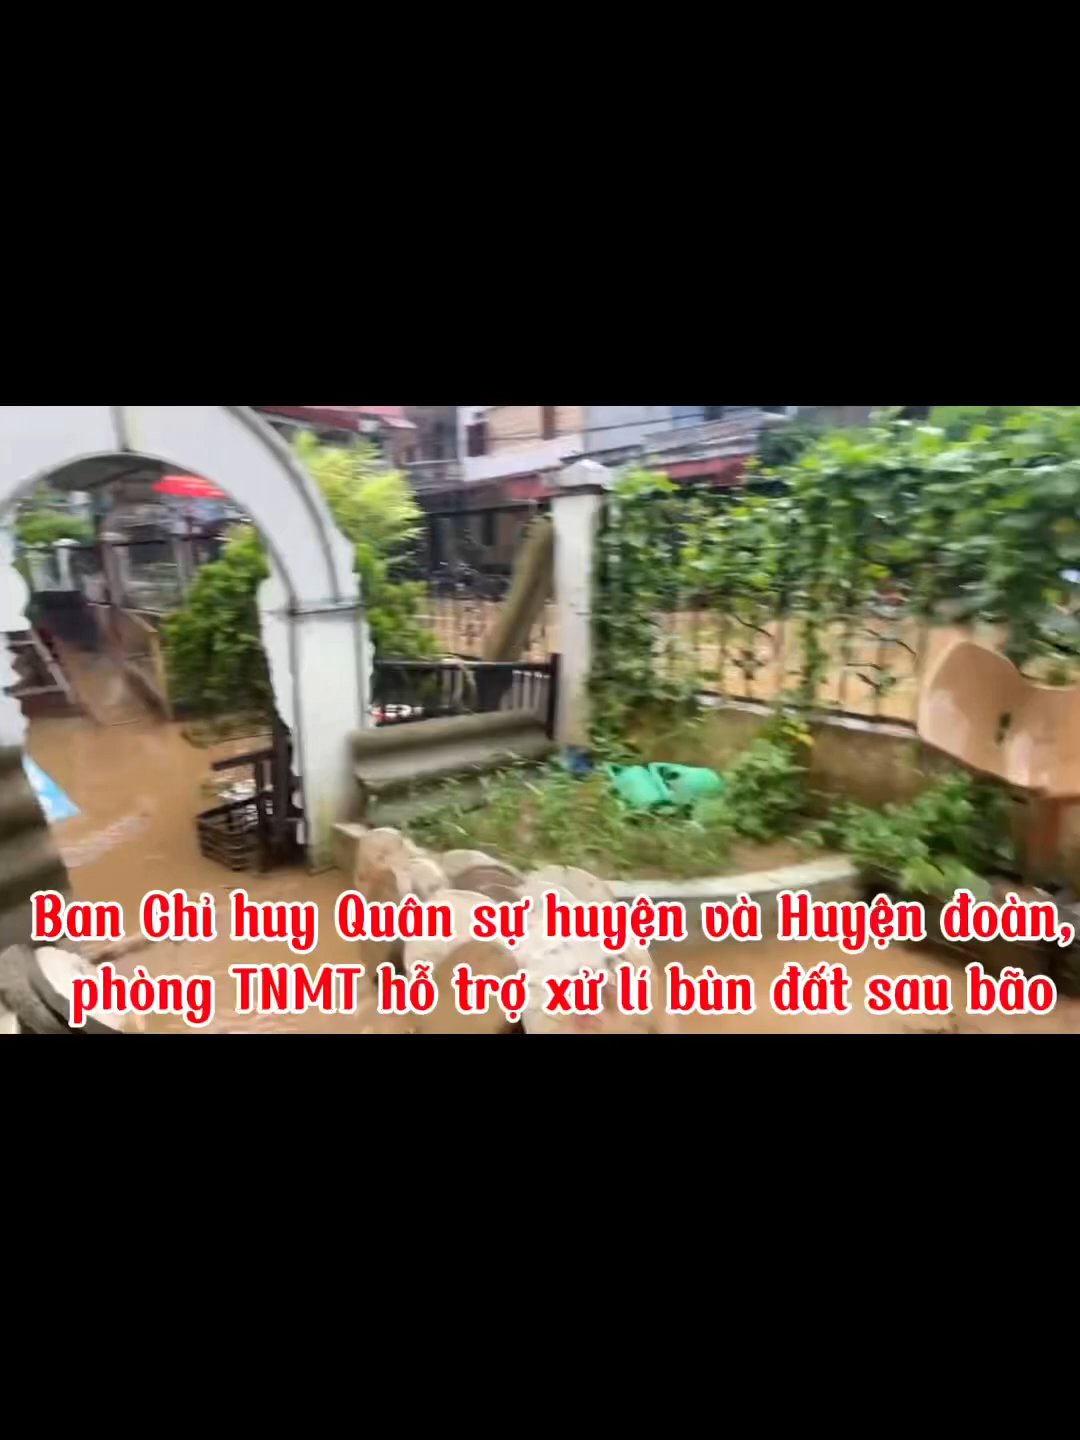 Ban Chỉ huy Quân sự huyện và Huyện đoàn,
phòng TNMT hỗ trợ xử lí bùn đất sau bão